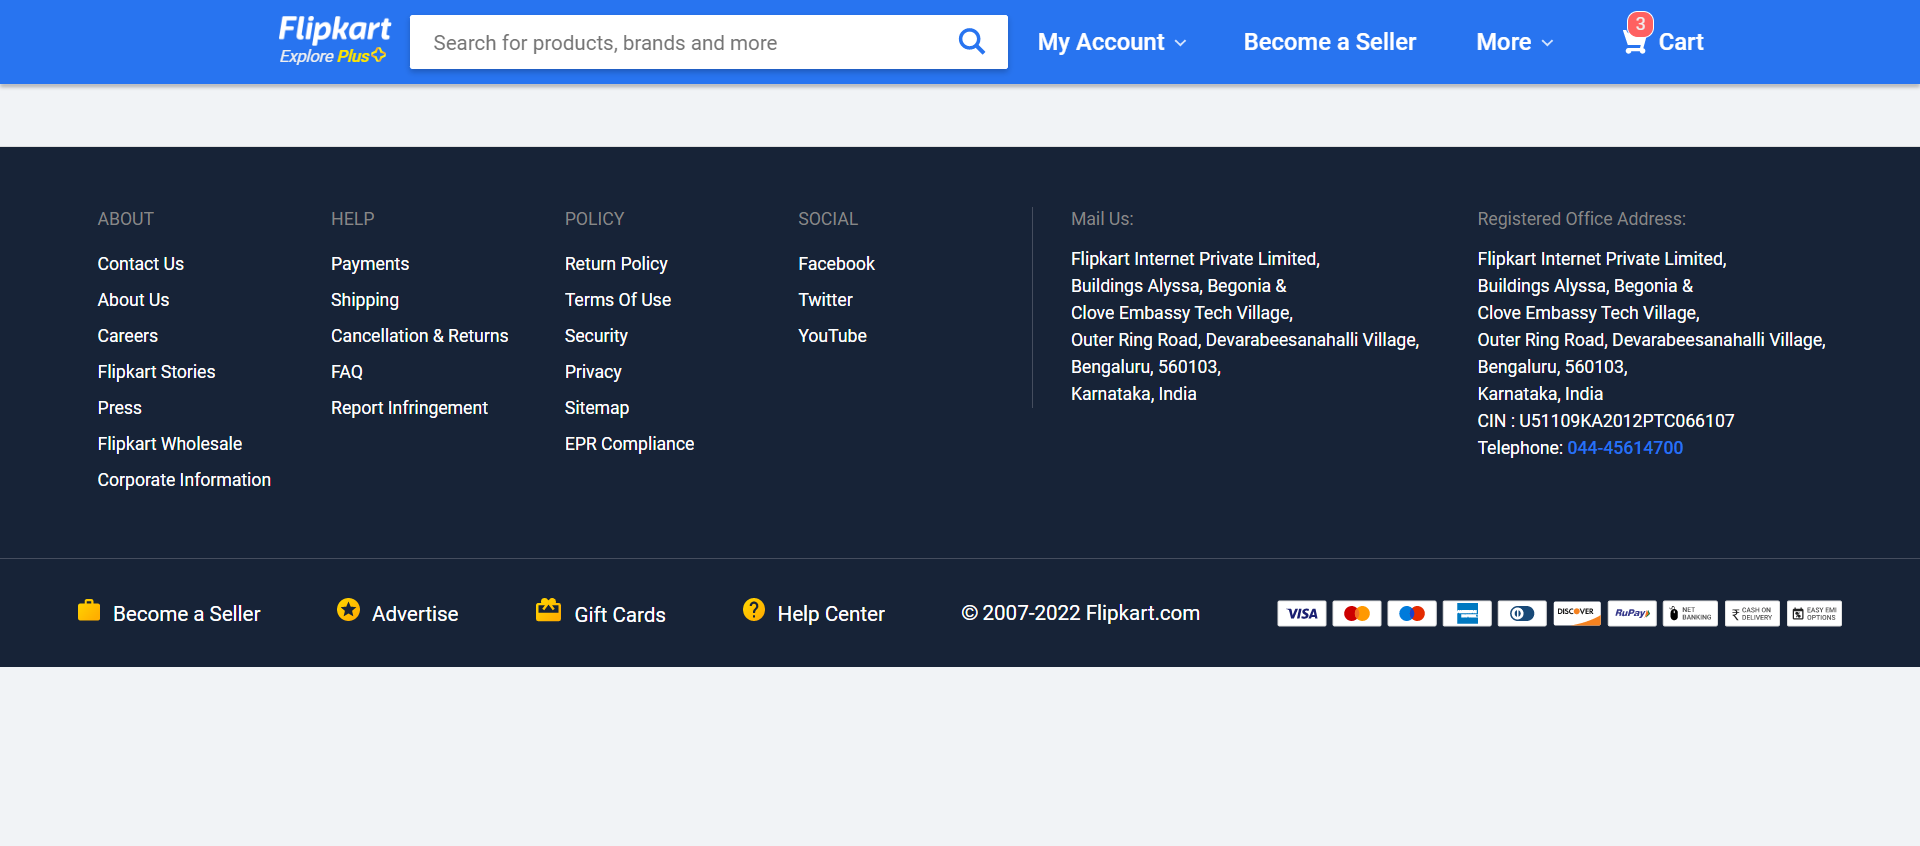 Flipkart
Explore Plus
Search for products, brands and more
My Account
Become a Seller
More
3
Cart
ABOUT
Contact Us
About Us
Careers
Flipkart Stories
Press
Flipkart Wholesale
Corporate Information
HELP
Payments
Shipping
Cancellation & Returns
FAQ
Report Infringement
POLICY
Return Policy
Terms Of Use
Security
Privacy
Sitemap
EPR Compliance
SOCIAL
Facebook
Twitter
YouTube
Mail Us:
Flipkart Internet Private Limited,
Buildings Alyssa, Begonia &
Clove Embassy Tech Village,
Outer Ring Road, Devarabeesanahalli Village,
Bengaluru, 560103,
Karnataka, India
Registered Office Address:
Flipkart Internet Private Limited,
Buildings Alyssa, Begonia &
Clove Embassy Tech Village,
Outer Ring Road, Devarabeesanahalli Village,
Bengaluru, 560103,
Karnataka, India
CIN : U51109KA2012PTC066107
Telephone: 044-45614700
Become a Seller
Advertise
Gift Cards
? Help Center
© 2007-2022 Flipkart.com
VISA
DISCOVER
RuPay
NET
BANKING
₹ CASH ON
DELIVERY
EASY EMI
OPTIONS